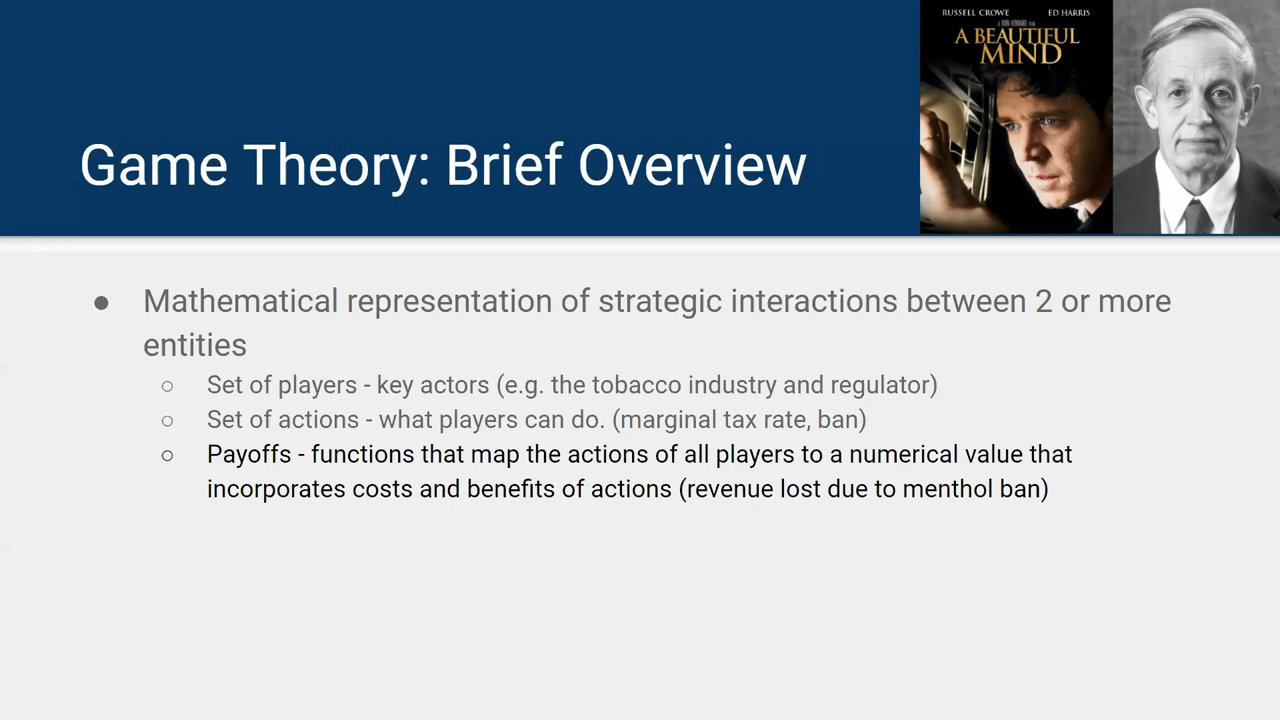 RUSSELL CROWE ED HARRIS
A BEAUTIFUL
MIND
Game Theory: Brief Overview
● Mathematical representation of strategic interactions between 2 or more
entities
○ Set of players - key actors (e.g. the tobacco industry and regulator)
○ Set of actions - what players can do. (marginal tax rate, ban)
○ Payoffs - functions that map the actions of all players to a numerical value that
incorporates costs and benefits of actions (revenue lost due to menthol ban)